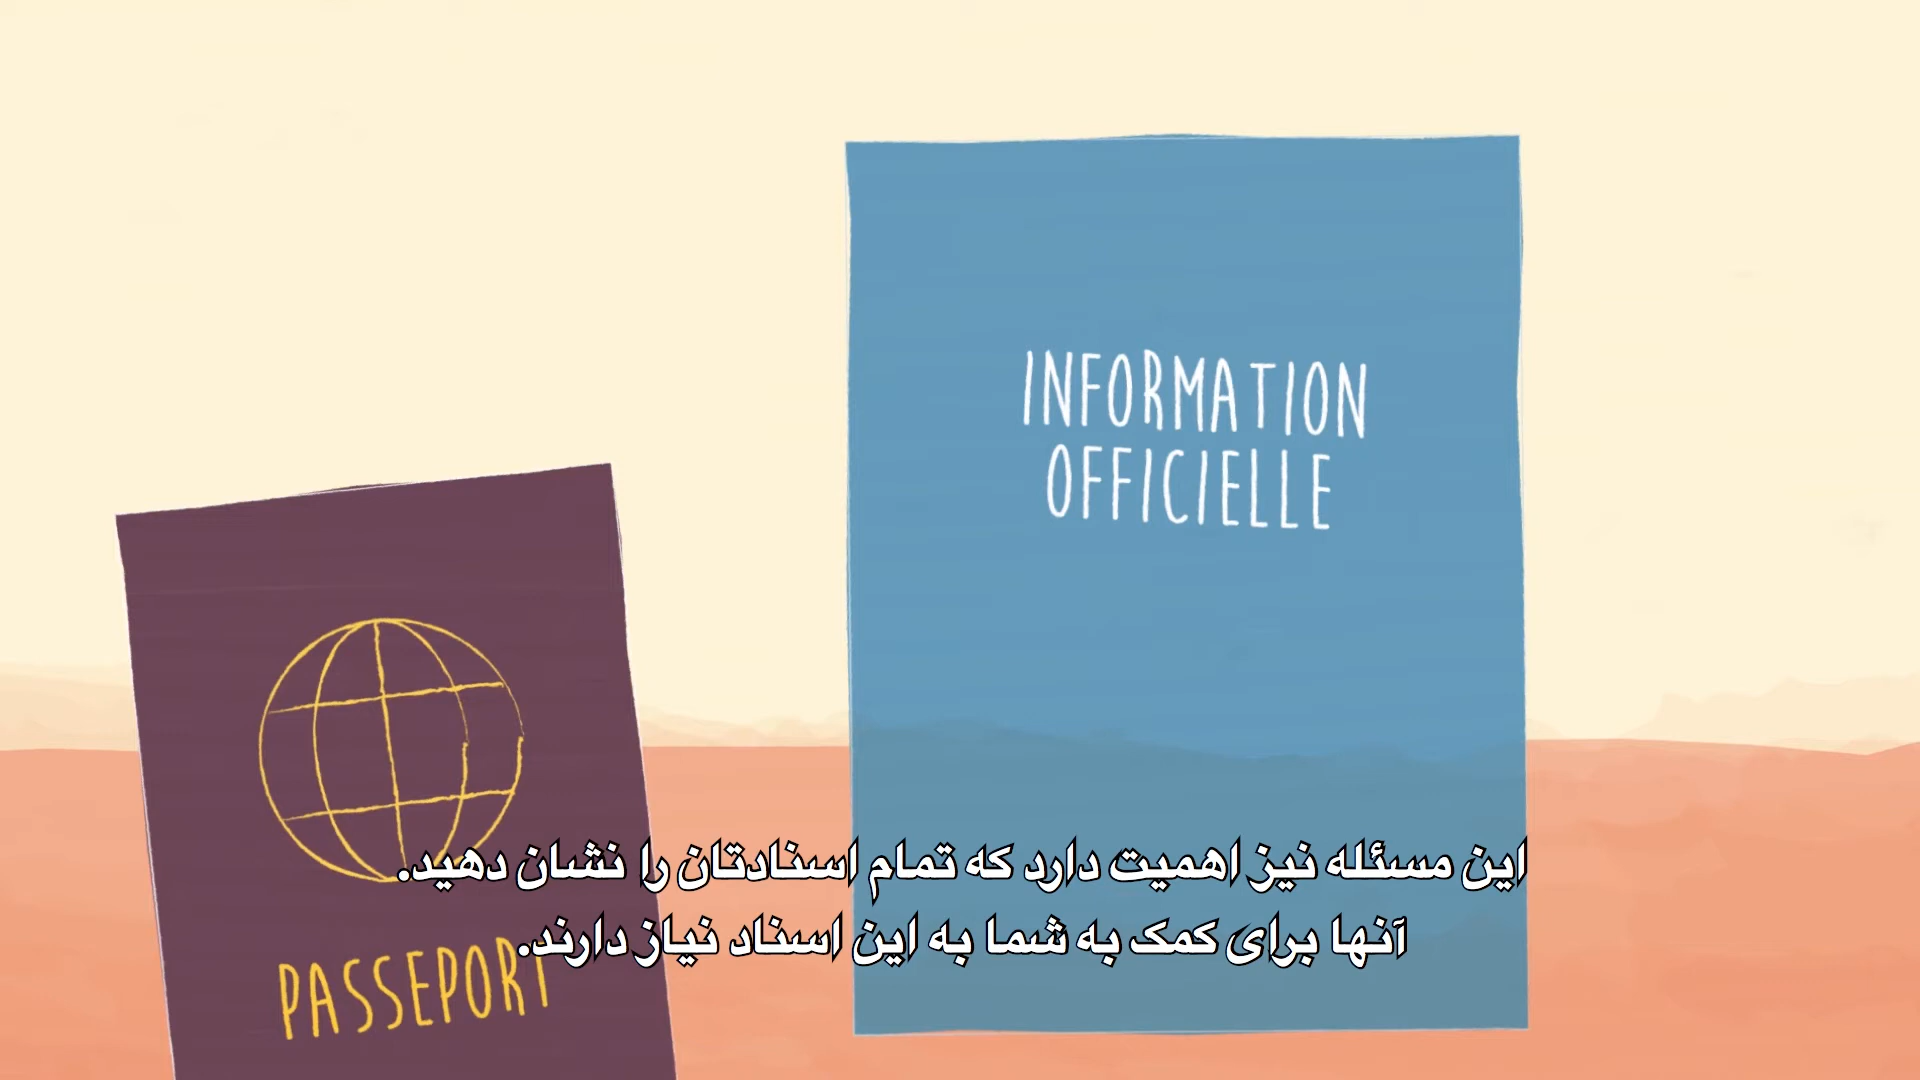 INFORMATION
OFFICIELLE
PASSEPORT
این مسئله نیز اهمیت دارد که تمام اسنادتان را نشان دهید.
آنها برای کمک به شما به این اسناد نیاز دارند.